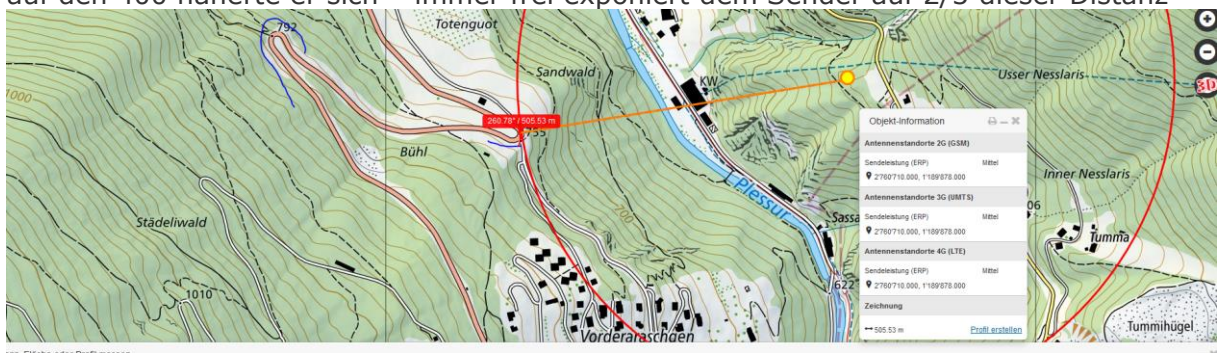 auf den 400 näherte er sich – immer frei exponiert dem Sender auf 2/3 dieser Distanz
792
Totenguot
Sandwald
KW
Usser Nesslaris
3D
1000
260.78° / 505.53 m
755
Bühl
Objekt-Information
Antennenstandorte 2G (GSM)
Sendeleistung (ERP) Mittel
2'760'710.000, 1'189'878.000
Antennenstandorte 3G (UMTS)
Sendeleistung (ERP) Mittel
2'760'710.000, 1'189'878.000
Antennenstandorte 4G (LTE)
Sendeleistung (ERP) Mittel
2'760'710.000, 1'189'878.000
Zeichnung
505.53 m Profil erstellen
Inner Nesslaris
Plessur
Städeliwald
700
Sassa
Tumma
622
1010
Vorderaraschgen
Tummihügel
Fläche oder Profil messen